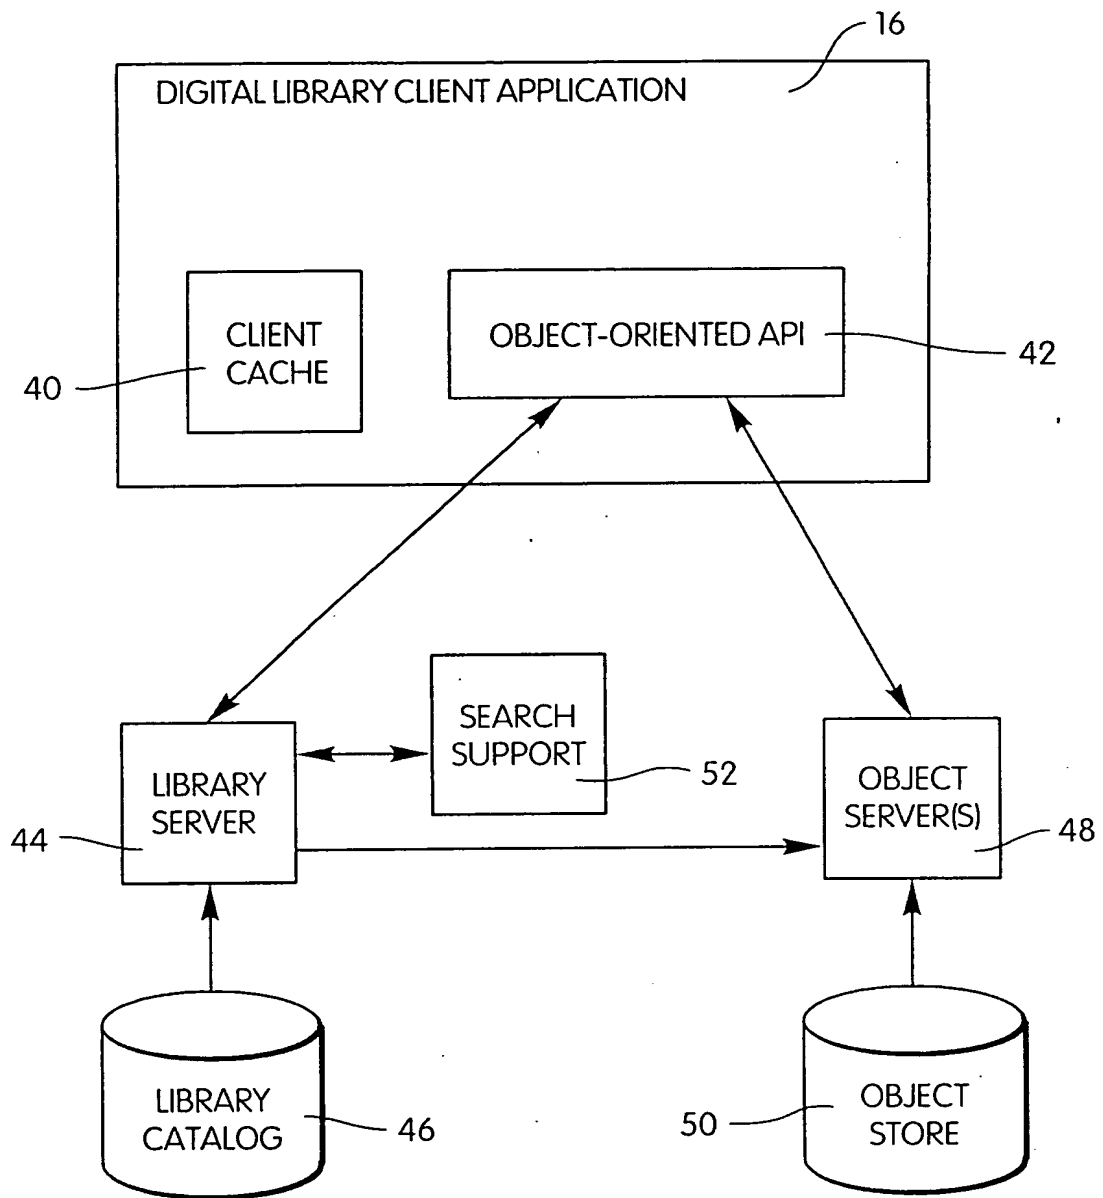 16
DIGITAL LIBRARY CLIENT APPLICATION
CLIENT
CACHE
40
OBJECT-ORIENTED API
42
SEARCH
SUPPORT
52
LIBRARY
SERVER
44
OBJECT
SERVER(S)
48
LIBRARY
CATALOG
46
OBJECT
STORE
50